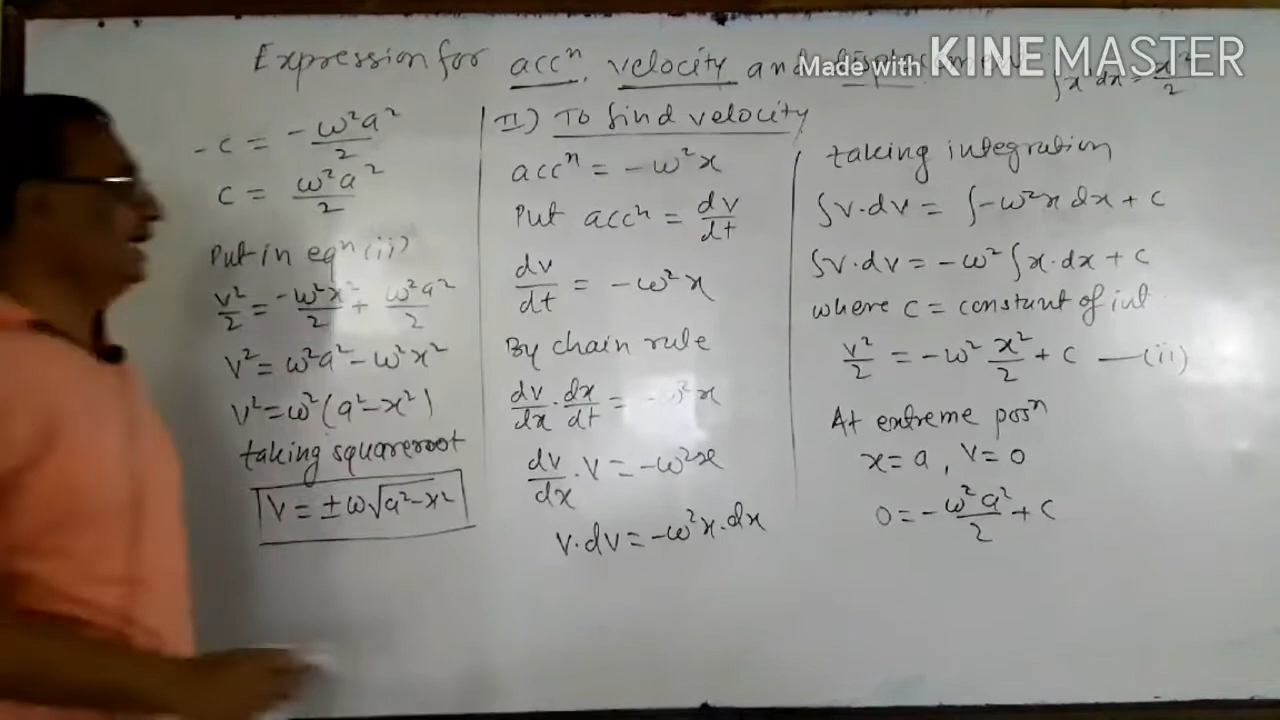 Expression for accⁿ, velocity and
Made with KINEMASTER
∫x¹dx = x²/2
-c = -ω²a²/2
c = ω²a²/2
Put in eqⁿ (ii)
v²/2 = -ω²x²/2 + ω²a²/2
v² = ω²a² - ω²x²
v² = ω²(a² - x²)
taking squareroot
V = ±ω√a²-x²
II) To find velocity
accⁿ = -ω²x
Put accⁿ = dv/dt
dv/dt = -ω²x
By chain rule
dv/dx . dx/dt = -ω²x
dv/dx . V = -ω²x
V.dv = -ω²x.dx
taking integration
∫V.dv = ∫-ω²x dx + c
∫V.dv = -ω²∫x.dx + c
where c = constant of int
v²/2 = -ω² x²/2 + c —(ii)
At extreme posⁿ
x = a, V = 0
0 = -ω²a²/2 + c